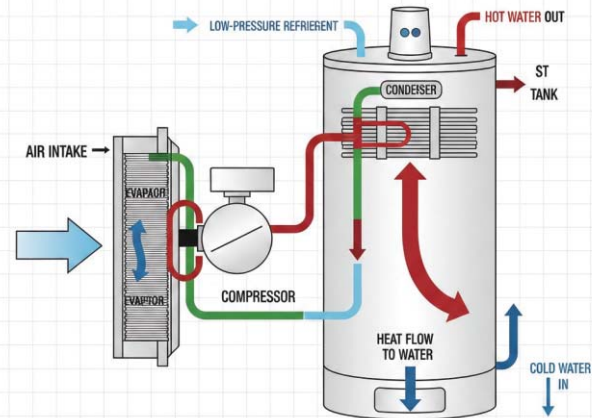 LOW-PRESSURE REFRIEGENT
HOT WATER OUT
CONDEISER
ST
TANK
AIR INTAKE
EVAPAOR
EVAPTOR
COMPRESSOR
HEAT FLOW
TO WATER
COLD WATER
IN